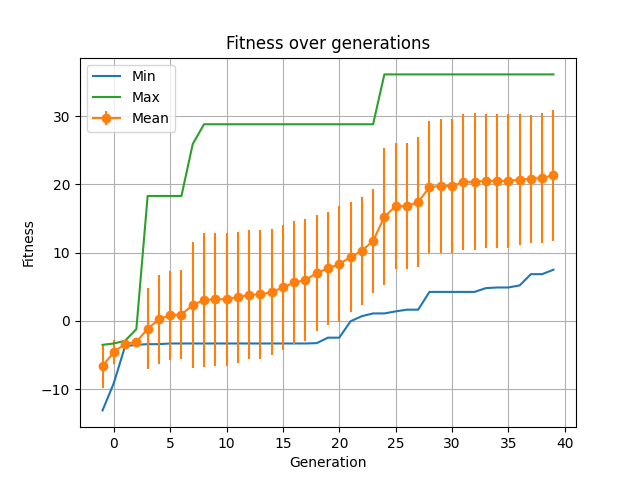 Fitness over generations
Min
Max
Mean
Fitness
30
20
10
0
−10
0 5 10 15 20 25 30 35 40
Generation